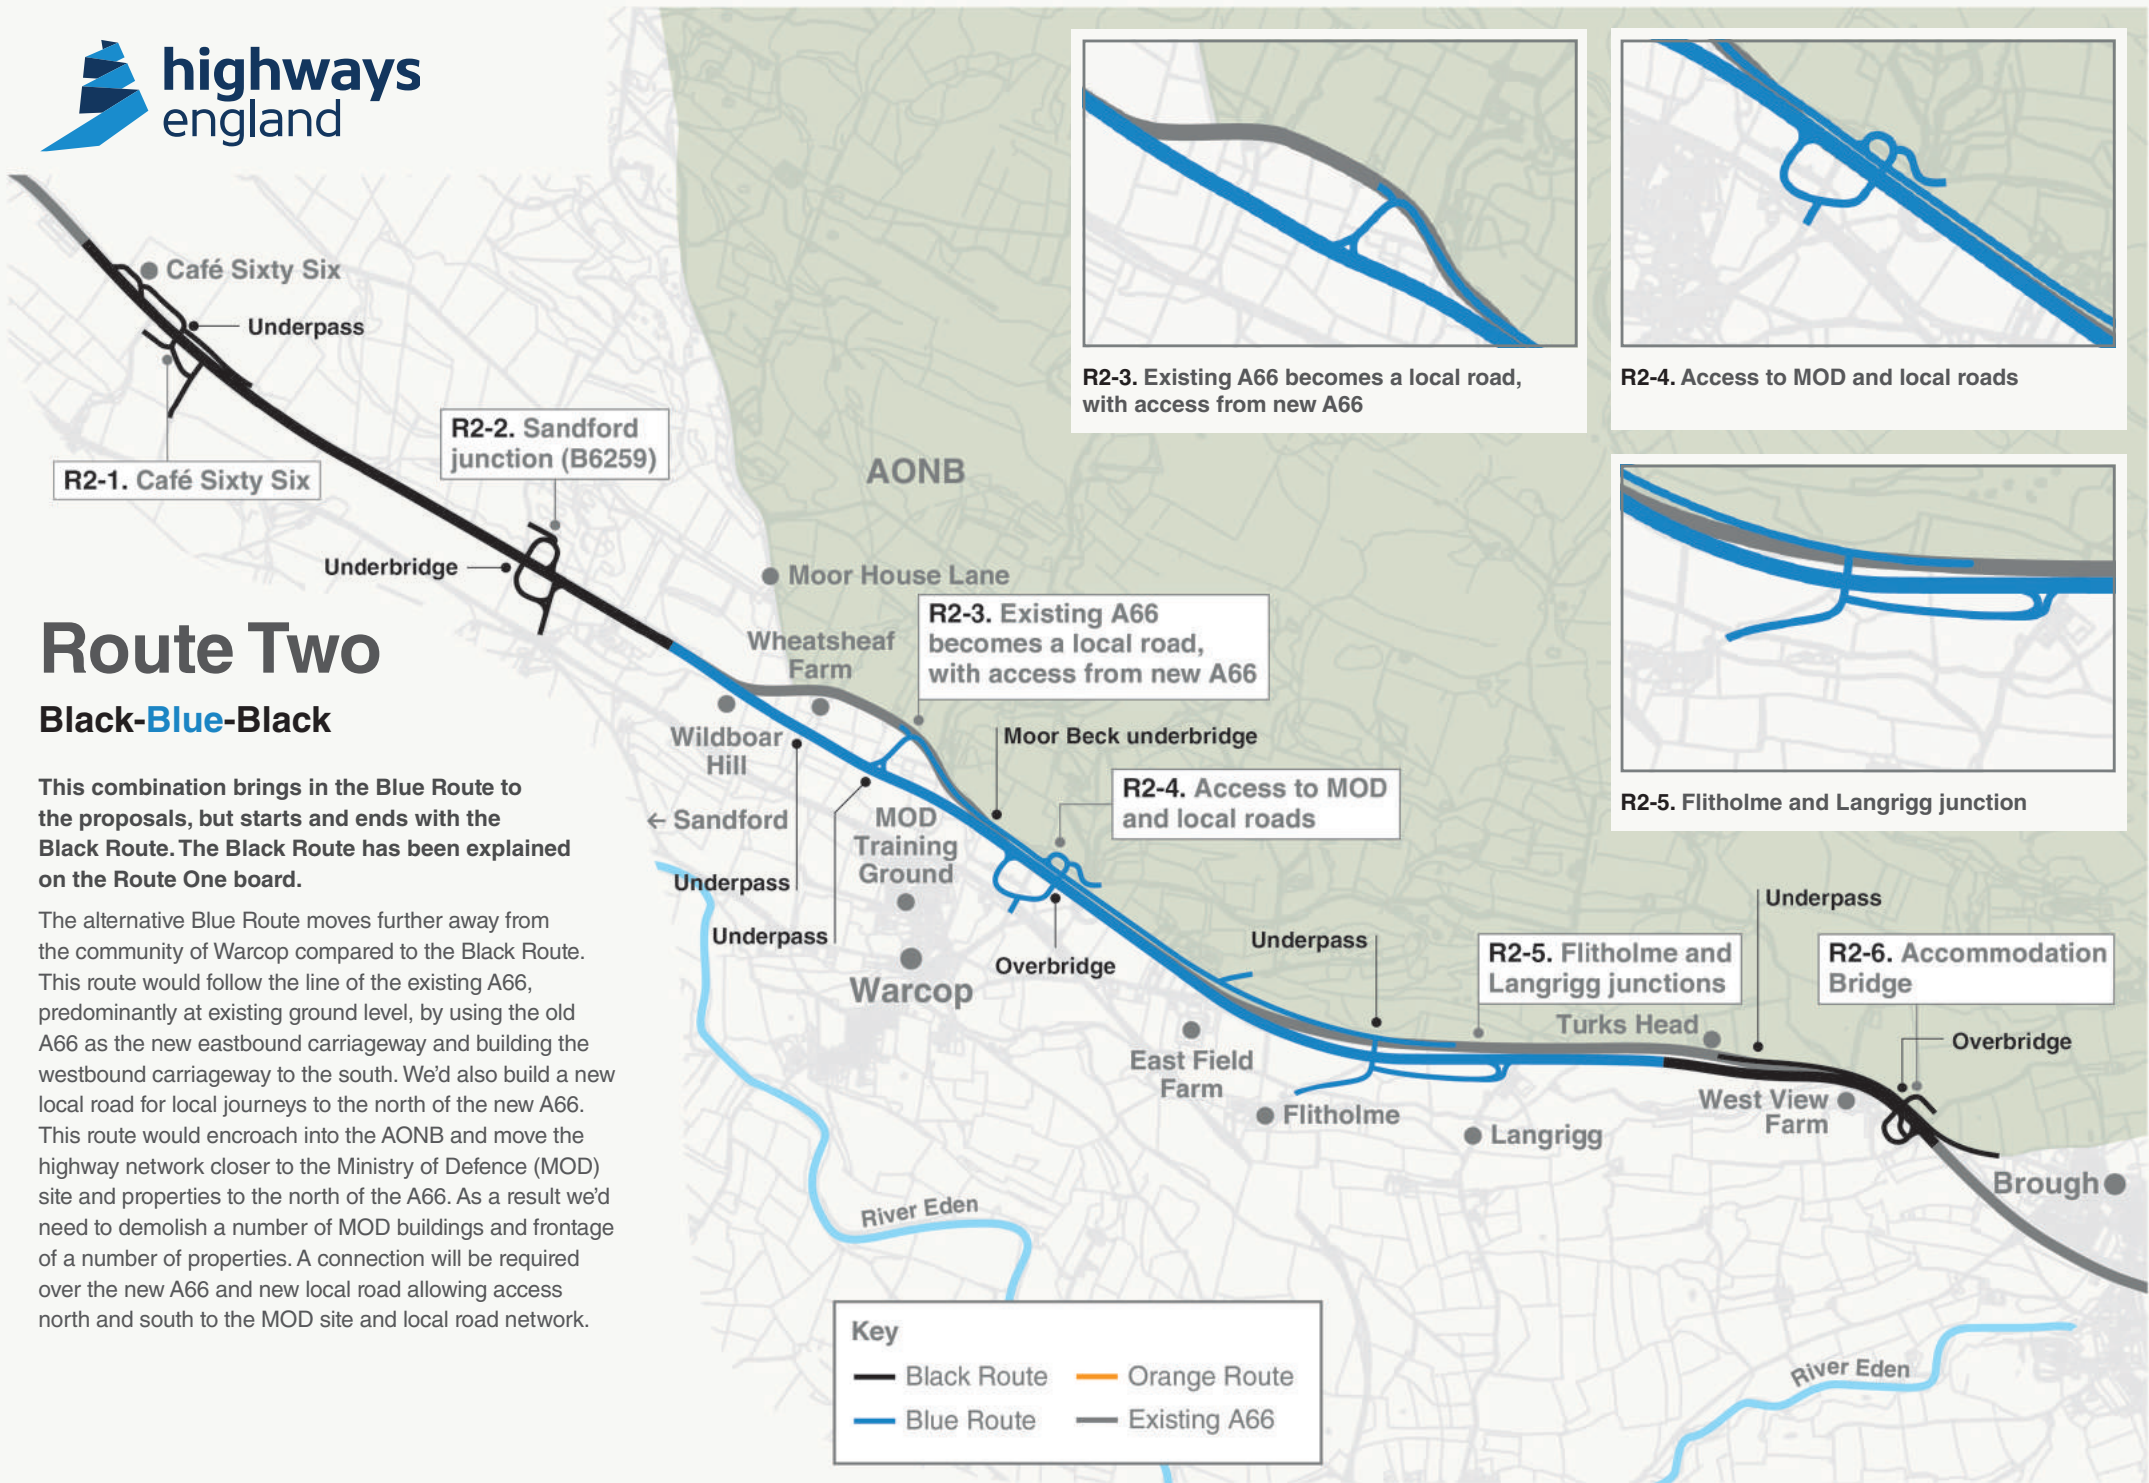 highways
england
Café Sixty Six
Underpass
R2-1. Café Sixty Six
R2-2. Sandford
junction (B6259)
Underbridge
Route Two
Black-Blue-Black
This combination brings in the Blue Route to
the proposals, but starts and ends with the
Black Route. The Black Route has been explained
on the Route One board.
The alternative Blue Route moves further away from
the community of Warcop compared to the Black Route.
This route would follow the line of the existing A66,
predominantly at existing ground level, by using the old
A66 as the new eastbound carriageway and building the
westbound carriageway to the south. We'd also build a new
local road for local journeys to the north of the new A66.
This route would encroach into the AONB and move the
highway network closer to the Ministry of Defence (MOD)
site and properties to the north of the A66. As a result we'd
need to demolish a number of MOD buildings and frontage
of a number of properties. A connection will be required
over the new A66 and new local road allowing access
north and south to the MOD site and local road network.
R2-3. Existing A66 becomes a local road,
with access from new A66
R2-4. Access to MOD and local roads
R2-5. Flitholme and Langrigg junction
AONB
Moor House Lane
R2-3. Existing A66
becomes a local road,
with access from new A66
Wheatsheaf
Farm
Wildboar
Hill
Moor Beck underbridge
R2-4. Access to MOD
and local roads
← Sandford
MOD
Training
Ground
Underpass
Underpass
Warcop
Overbridge
Underpass
East Field
Farm
Flitholme
R2-5. Flitholme and
Langrigg junctions
Turks Head
Langrigg
Underpass
R2-6. Accommodation
Bridge
Overbridge
West View
Farm
Brough
River Eden
River Eden
Key
Black Route
Orange Route
Blue Route
Existing A66